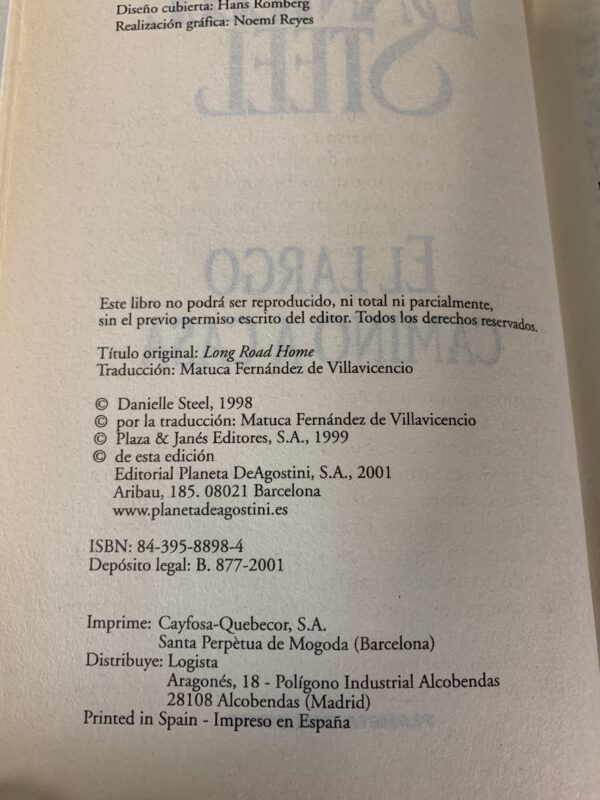 Diseño cubierta: Hans Romberg
Realización gráfica: Noemí Reyes
STEEL
EL LARGO
CAMINO
Este libro no podrá ser reproducido, ni total ni parcialmente,
sin el previo permiso escrito del editor. Todos los derechos reservados.
Título original: Long Road Home
Traducción: Matuca Fernández de Villavicencio
© Danielle Steel, 1998
© por la traducción: Matuca Fernández de Villavicencio
© Plaza & Janés Editores, S.A., 1999
© de esta edición
Editorial Planeta DeAgostini, S.A., 2001
Aribau, 185. 08021 Barcelona
www.planetadeagostini.es
ISBN: 84-395-8898-4
Depósito legal: B. 877-2001
Imprime: Cayfosa-Quebecor, S.A.
Santa Perpètua de Mogoda (Barcelona)
Distribuye: Logista
Aragonés, 18 - Polígono Industrial Alcobendas
28108 Alcobendas (Madrid)
Printed in Spain - Impreso en España